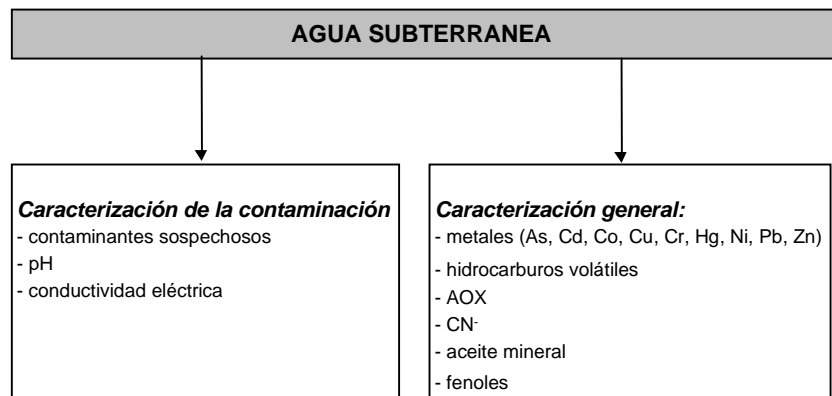 AGUA SUBTERRANEA
Caracterización de la contaminación
- contaminantes sospechosos
- pH
- conductividad eléctrica
Caracterización general:
- metales (As, Cd, Co, Cu, Cr, Hg, Ni, Pb, Zn)
- hidrocarburos volátiles
- AOX
- CN-
- aceite mineral
- fenoles